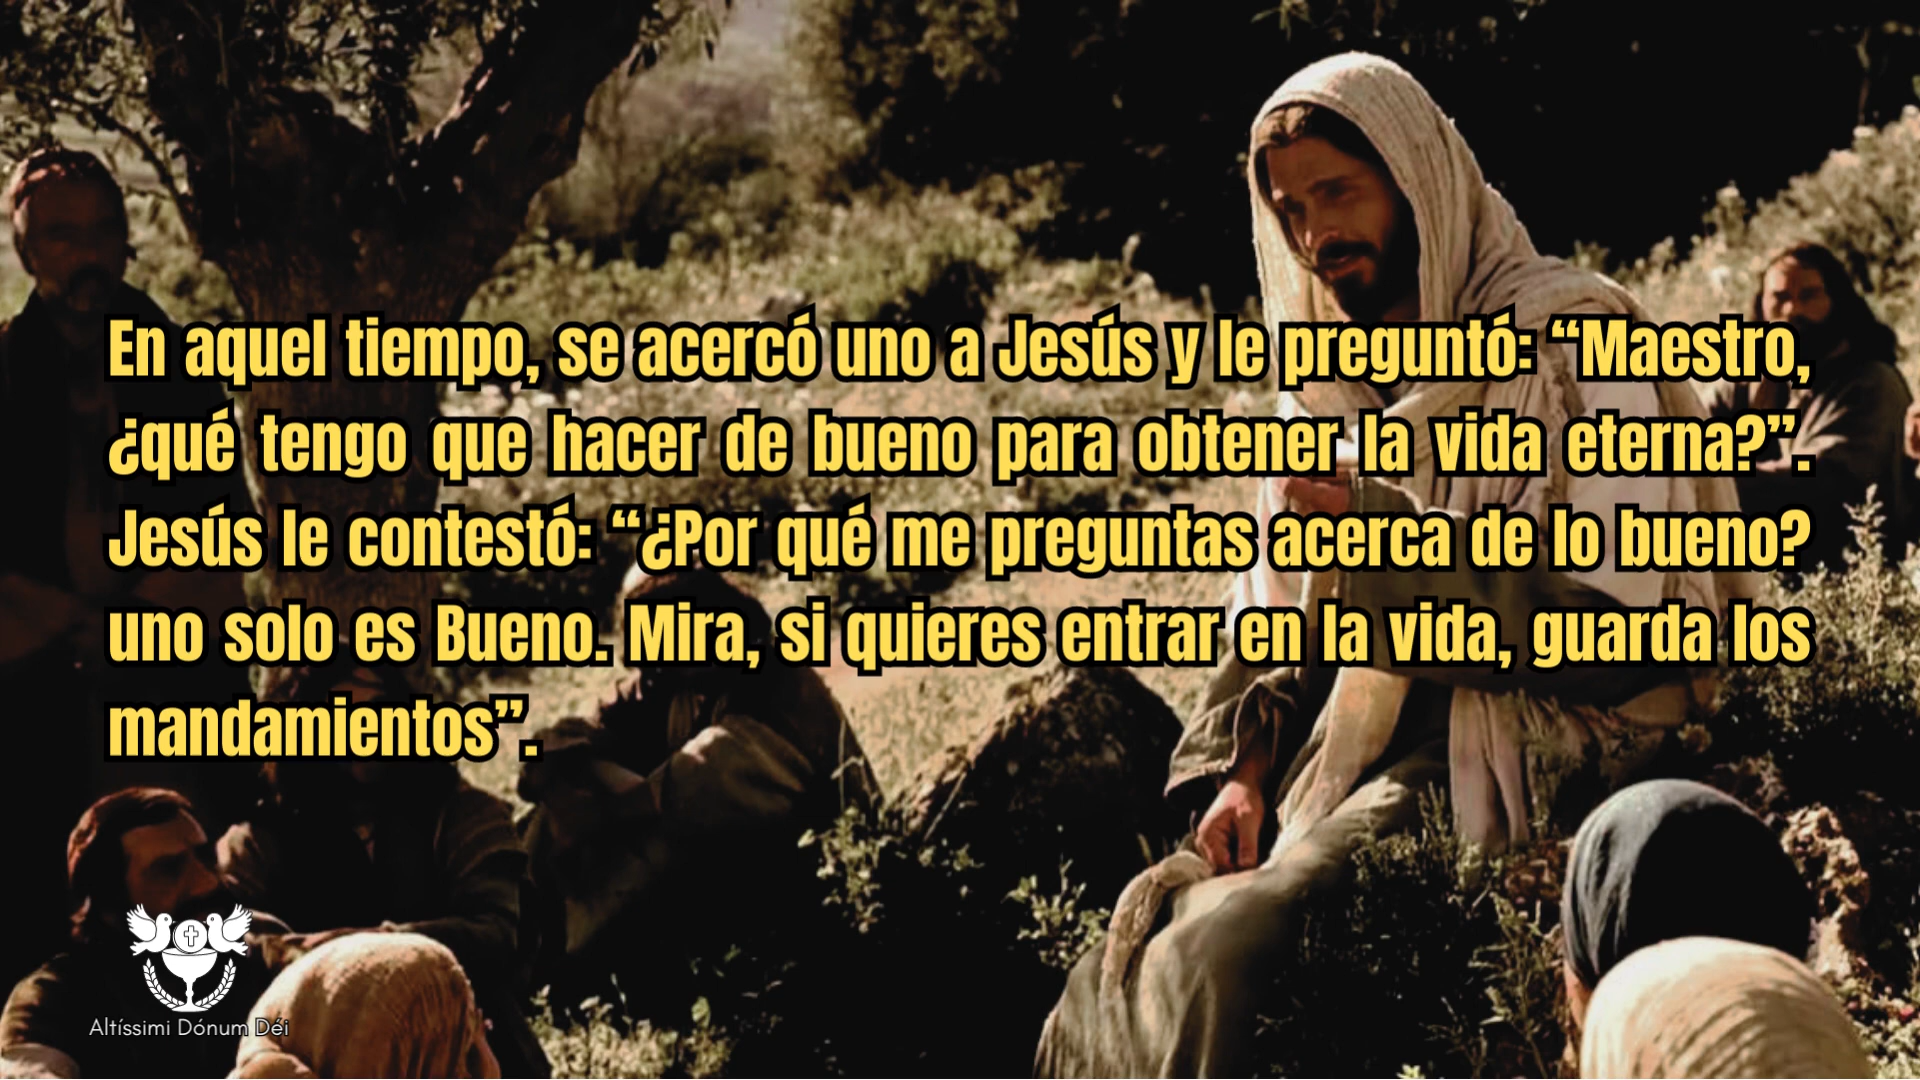 En aquel tiempo, se acercó uno a Jesús y le preguntó: “Maestro,
¿qué tengo que hacer de bueno para obtener la vida eterna?”.
Jesús le contestó: “¿Por qué me preguntas acerca de lo bueno?
uno solo es Bueno. Mira, si quieres entrar en la vida, guarda los
mandamientos”.
Altíssimi Dónum Déi